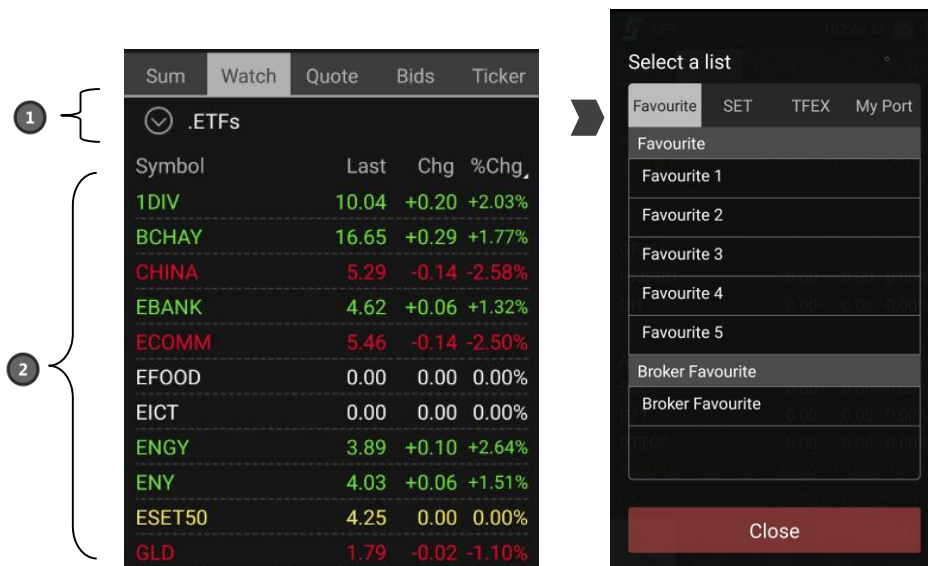 Sum Watch Quote Bids Ticker
1
.ETFs
Symbol Last Chg %Chg
1DIV 10.04 +0.20 +2.03%
BCHAY 16.65 +0.29 +1.77%
CHINA 5.29 -0.14 -2.58%
EBANK 4.62 +0.06 +1.32%
ECOMM 5.46 -0.14 -2.50%
2
EFOOD 0.00 0.00 0.00%
EICT 0.00 0.00 0.00%
ENGY 3.89 +0.10 +2.64%
ENY 4.03 +0.06 +1.51%
ESET50 4.25 0.00 0.00%
GLD 1.79 -0.02 -1.10%
SET
Select a list
Favourite SET TFEX My Port
Favourite
Favourite 1
Favourite 2
Favourite 3
Favourite 4
Favourite 5
Broker Favourite
Broker Favourite
Close